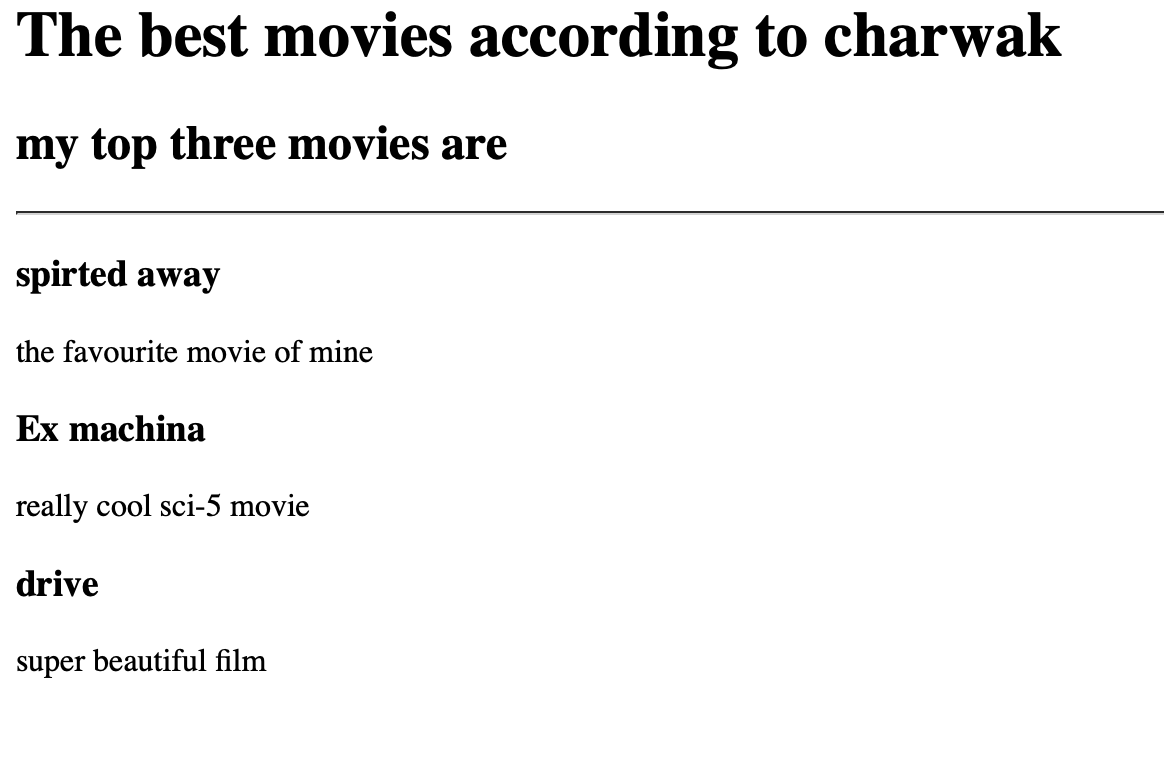 The best movies according to charwak
my top three movies are
spirted away
the favourite movie of mine
Ex machina
really cool sci-5 movie
drive
super beautiful film